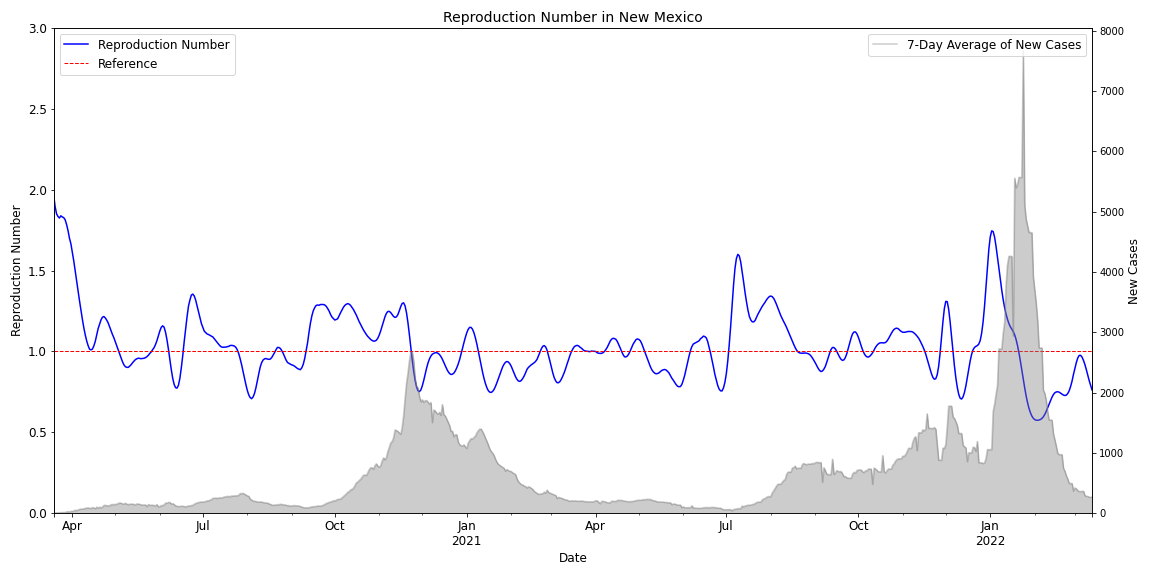 Reproduction Number in New Mexico
Reproduction Number
Reference
7-Day Average of New Cases
3.0
2.5
2.0
1.5
1.0
0.5
0.0
Reproduction Number
8000
7000
6000
5000
4000
3000
2000
1000
0
New Cases
Apr
Jul
Oct
Jan
2021
Apr
Jul
Oct
Jan
2022
Date